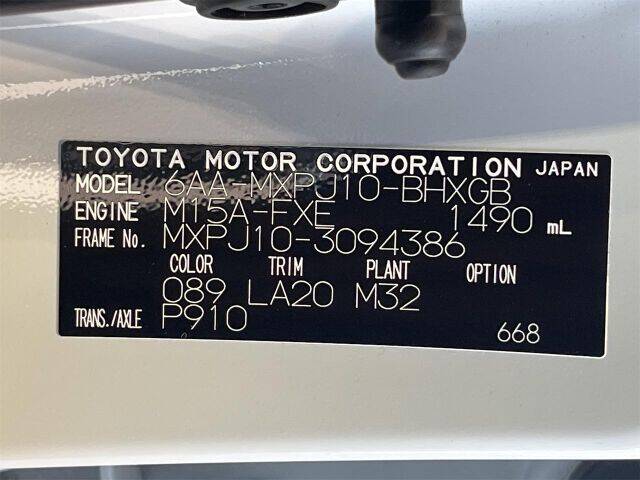 TOYOTA MOTOR CORPORATION JAPAN
MODEL 6AA-MXPJ10-BHXGB
ENGINE M15A-FXE 1490 mL
FRAME No. MXPJ10-3094386
COLOR TRIM PLANT OPTION
089 LA20 M32
TRANS./AXLE P910
668